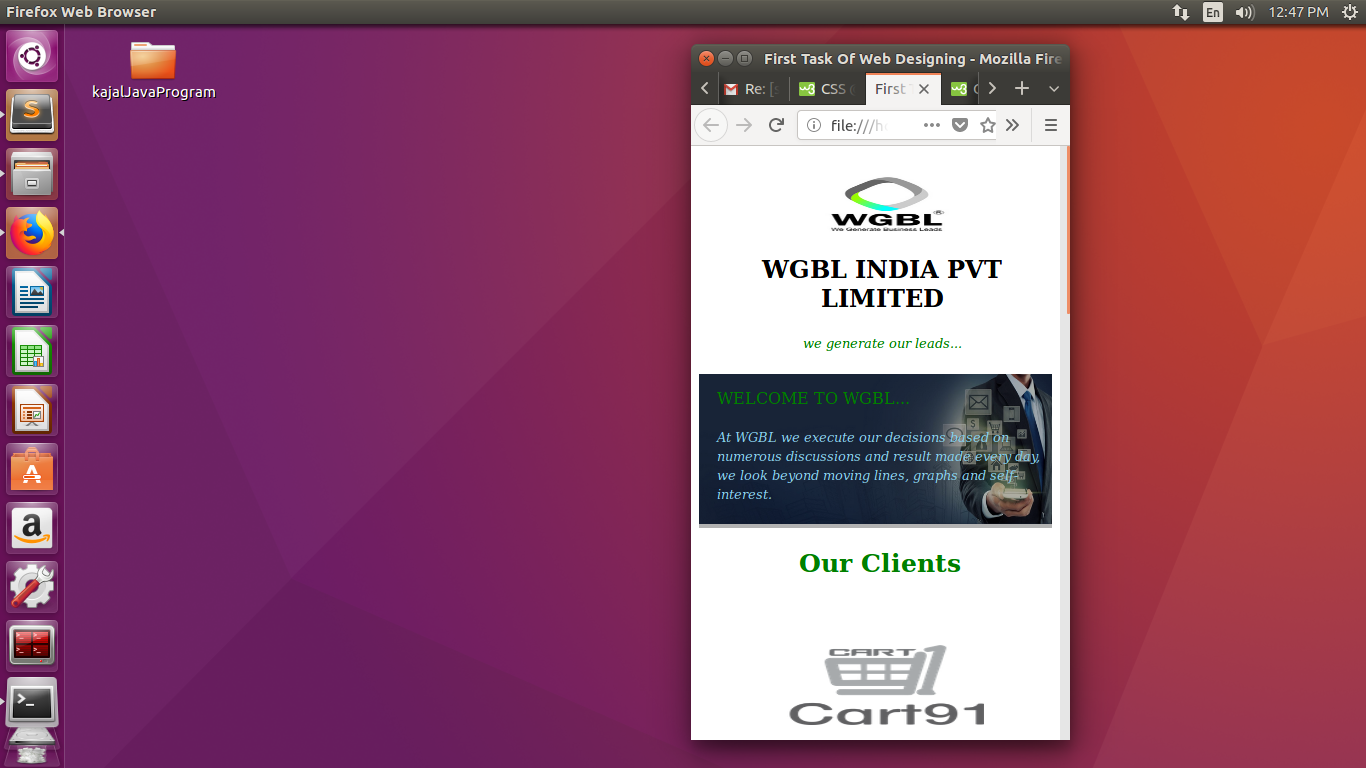 Firefox Web Browser
En
12:47 PM
kajalJavaProgram
First Task Of Web Designing - Mozilla Fire
Re: [
CSS
First
file:///h
WGBL®
We Generate Business Leads
WGBL INDIA PVT
LIMITED
we generate our leads...
WELCOME TO WGBL...
At WGBL we execute our decisions based on
numerous discussions and result made every day,
we look beyond moving lines, graphs and self-
interest.
Our Clients
CART 1
Cart91